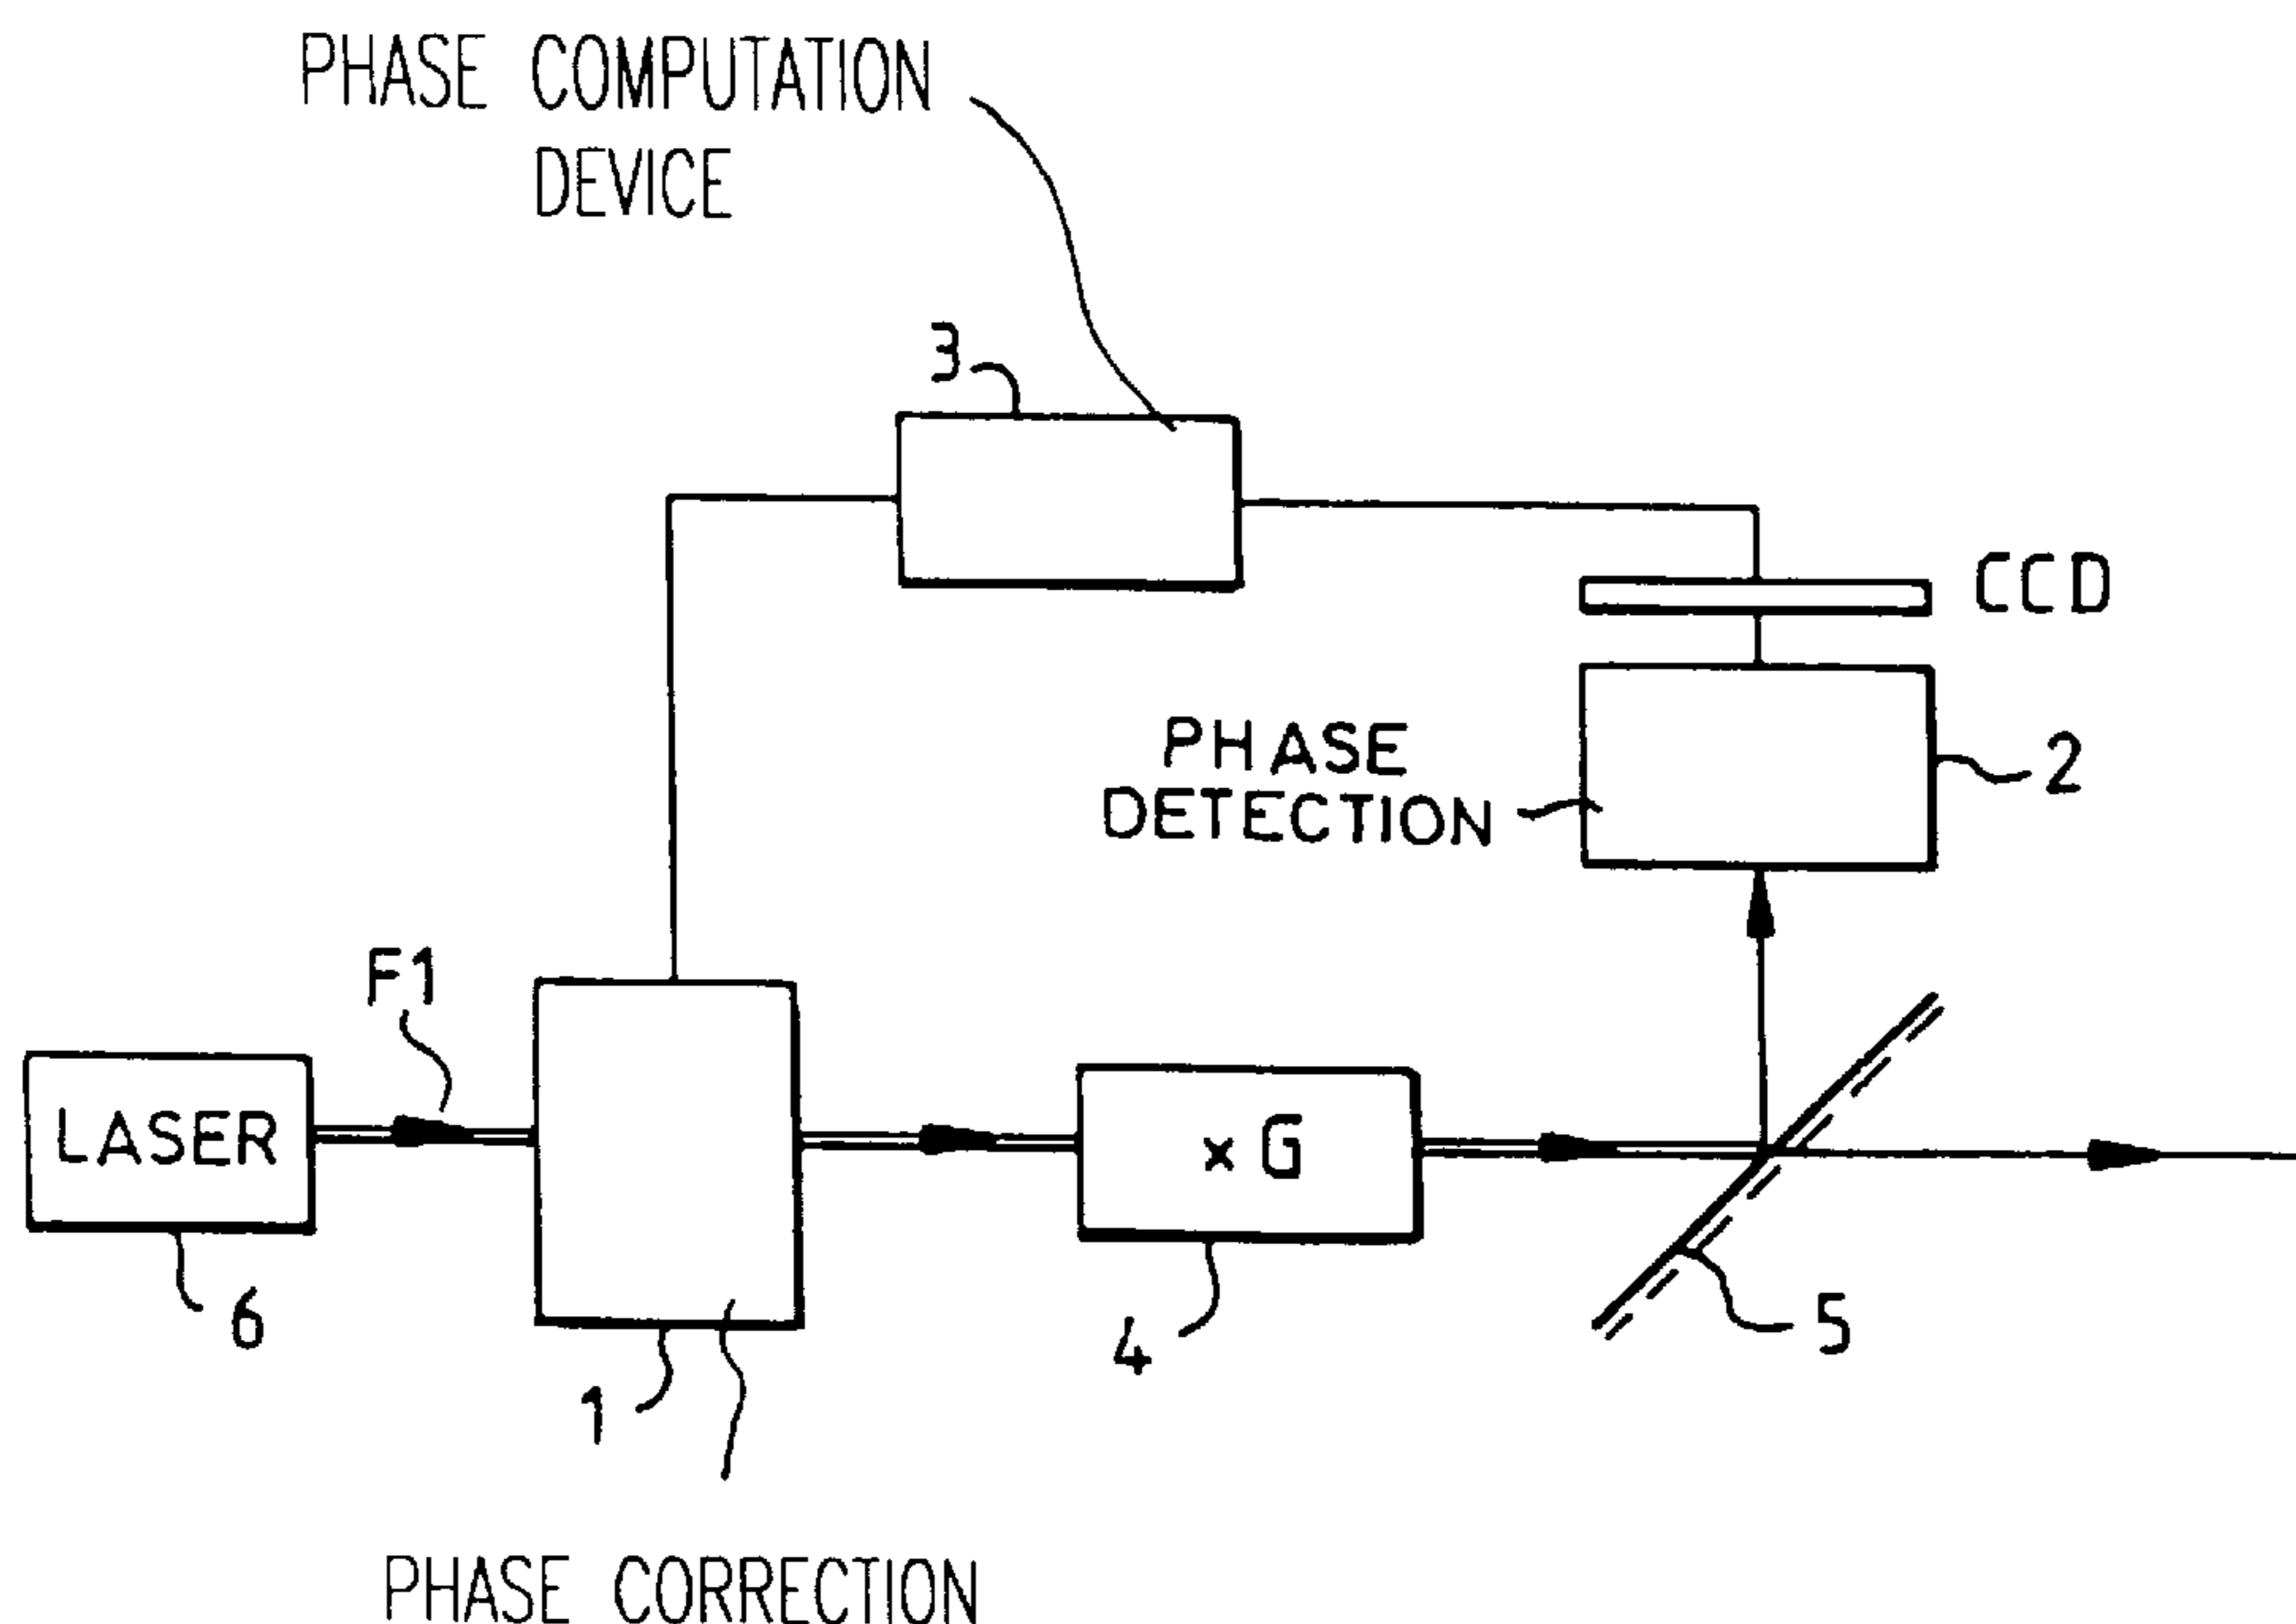 PHASE COMPUTATION
DEVICE
3
CCD
PHASE
DETECTION
2
F1
LASER
x G
6
1
4
5
PHASE CORRECTION